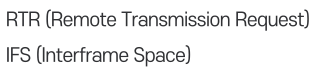 RTR (Remote Transmission Request)
IFS (Interframe Space)